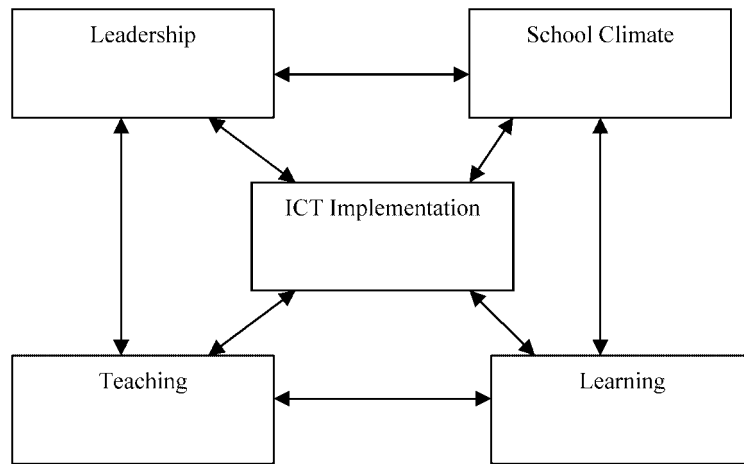 Leadership
School Climate
ICT Implementation
Teaching
Learning